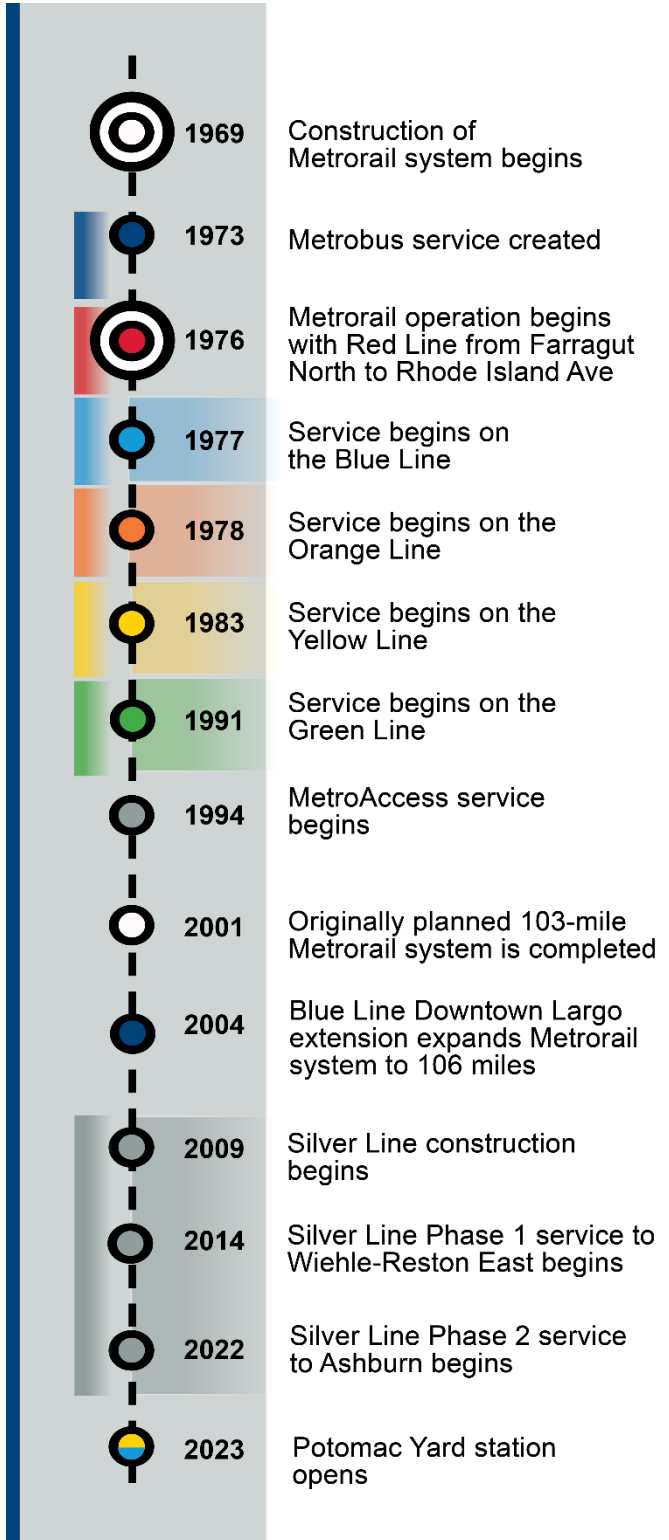 1969
Construction of
Metrorail system begins
1973
Metrobus service created
1976
Metrorail operation begins
with Red Line from Farragut
North to Rhode Island Ave
1977
Service begins on
the Blue Line
1978
Service begins on the
Orange Line
1983
Service begins on the
Yellow Line
1991
Service begins on the
Green Line
1994
MetroAccess service
begins
2001
Originally planned 103-mile
Metrorail system is completed
2004
Blue Line Downtown Largo
extension expands Metrorail
system to 106 miles
2009
Silver Line construction
begins
2014
Silver Line Phase 1 service to
Wiehle-Reston East begins
2022
Silver Line Phase 2 service
to Ashburn begins
2023
Potomac Yard station
opens